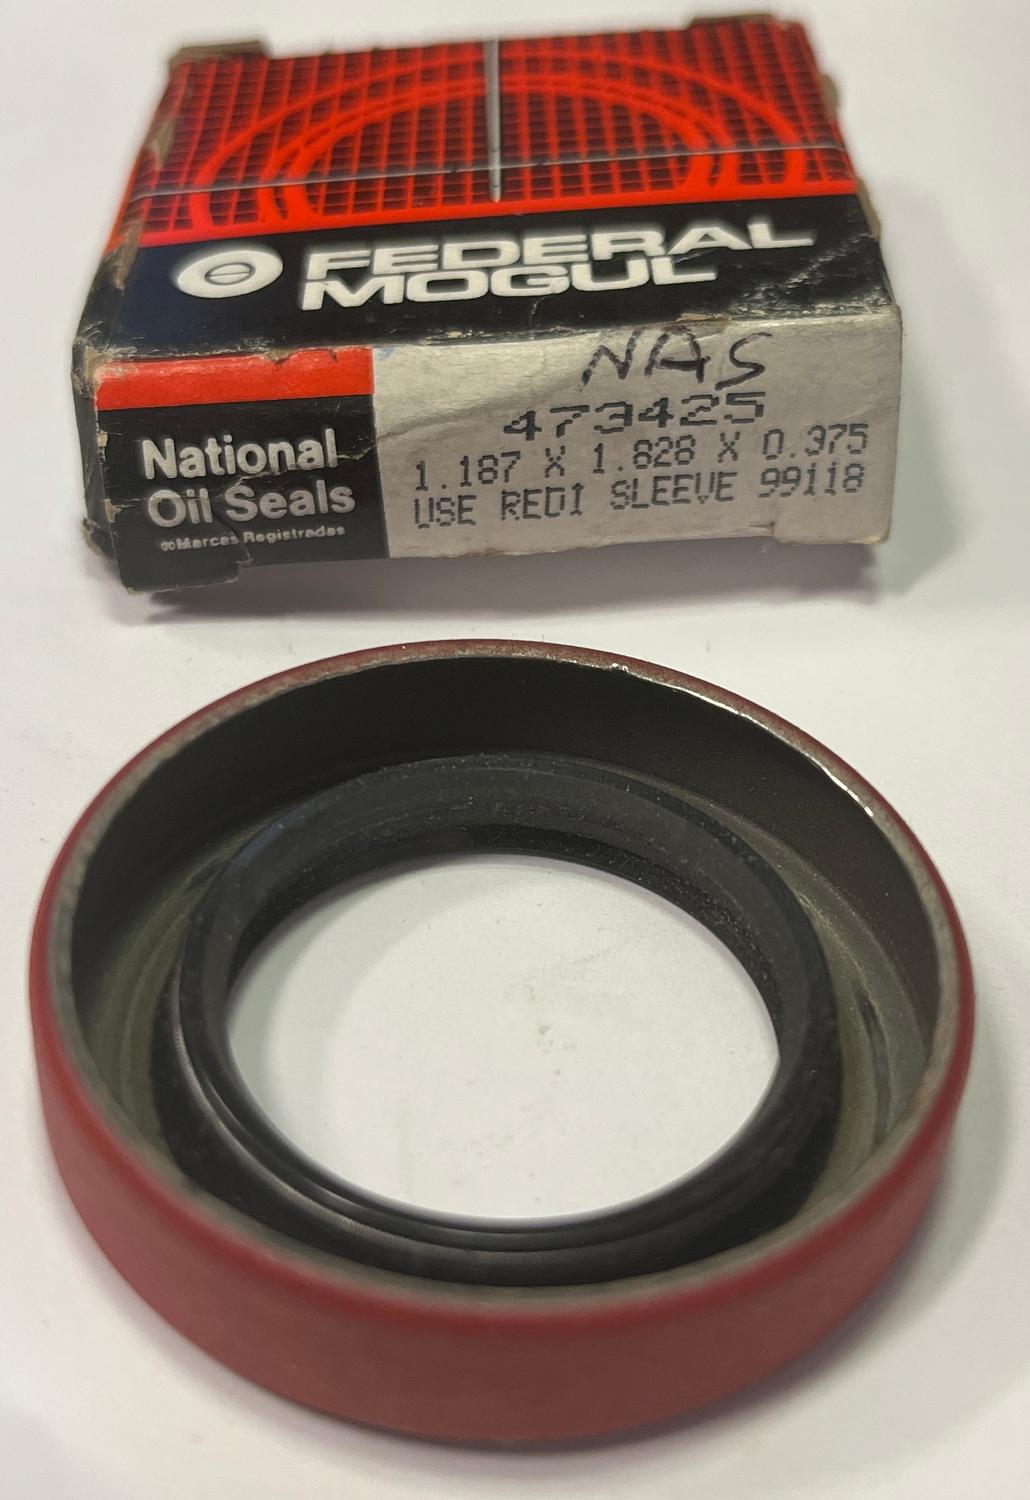 FEDERAL
MOGUL
NAS
473425
1.187 X 1.828 X 0.375
USE REDI SLEEVE 99118
National
Oil Seals
Marcas Registradas